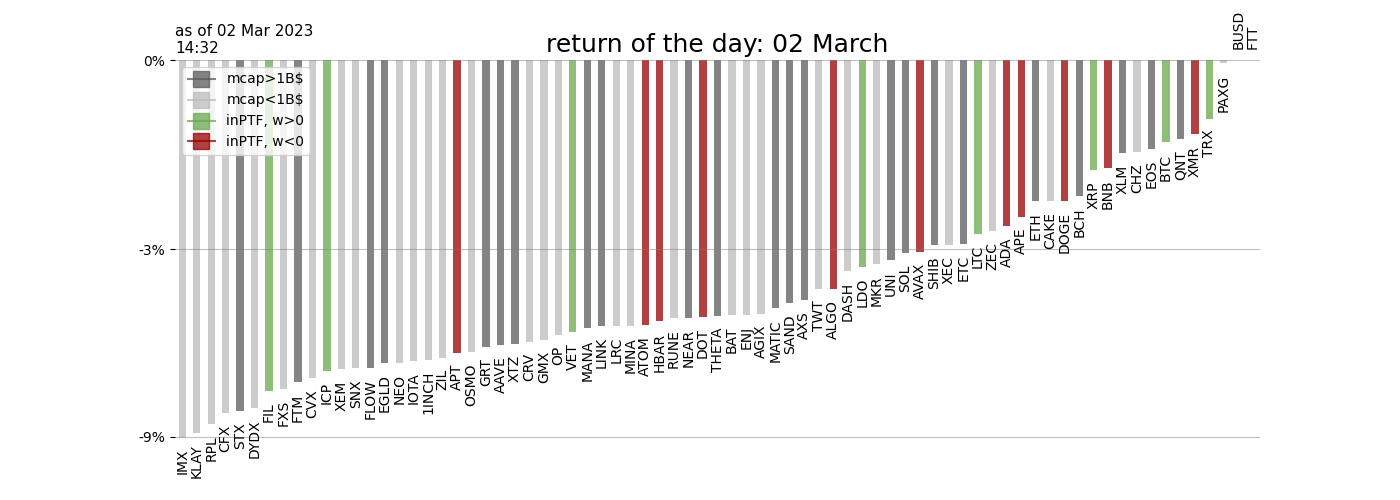 as of 02 Mar 2023
14:32
return of the day: 02 March
BUSD
FTT
0%
-3%
-9%
mcap>1B$
mcap<1B$
inPTF, w>0
inPTF, w<0
IMX
KLAY
RPL
CFX
STX
DYDX
FIL
FXS
FTM
CVX
ICP
XEM
SNX
FLOW
EGLD
NEO
IOTA
1INCH
ZIL
APT
OSMO
GRT
AAVE
XTZ
CRV
GMX
OP
VET
MANA
LINK
LRC
MINA
ATOM
HBAR
RUNE
NEAR
DOT
THETA
BAT
ENJ
AGIX
MATIC
SAND
AXS
TWT
ALGO
DASH
LDO
MKR
UNI
SOL
AVAX
SHIB
XEC
ETC
LTC
ZEC
ADA
APE
ETH
CAKE
DOGE
BCH
XRP
BNB
XLM
CHZ
EOS
BTC
QNT
XMR
TRX
PAXG